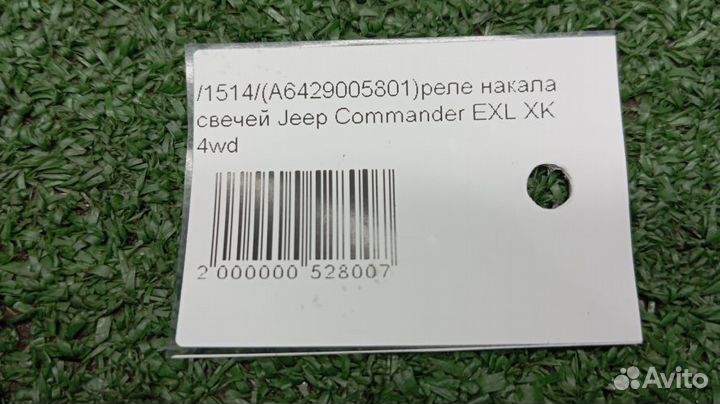 /1514/(A6429005801)реле накала
свечей Jeep Commander EXL XK
4wd
2 000000 528007
Avito